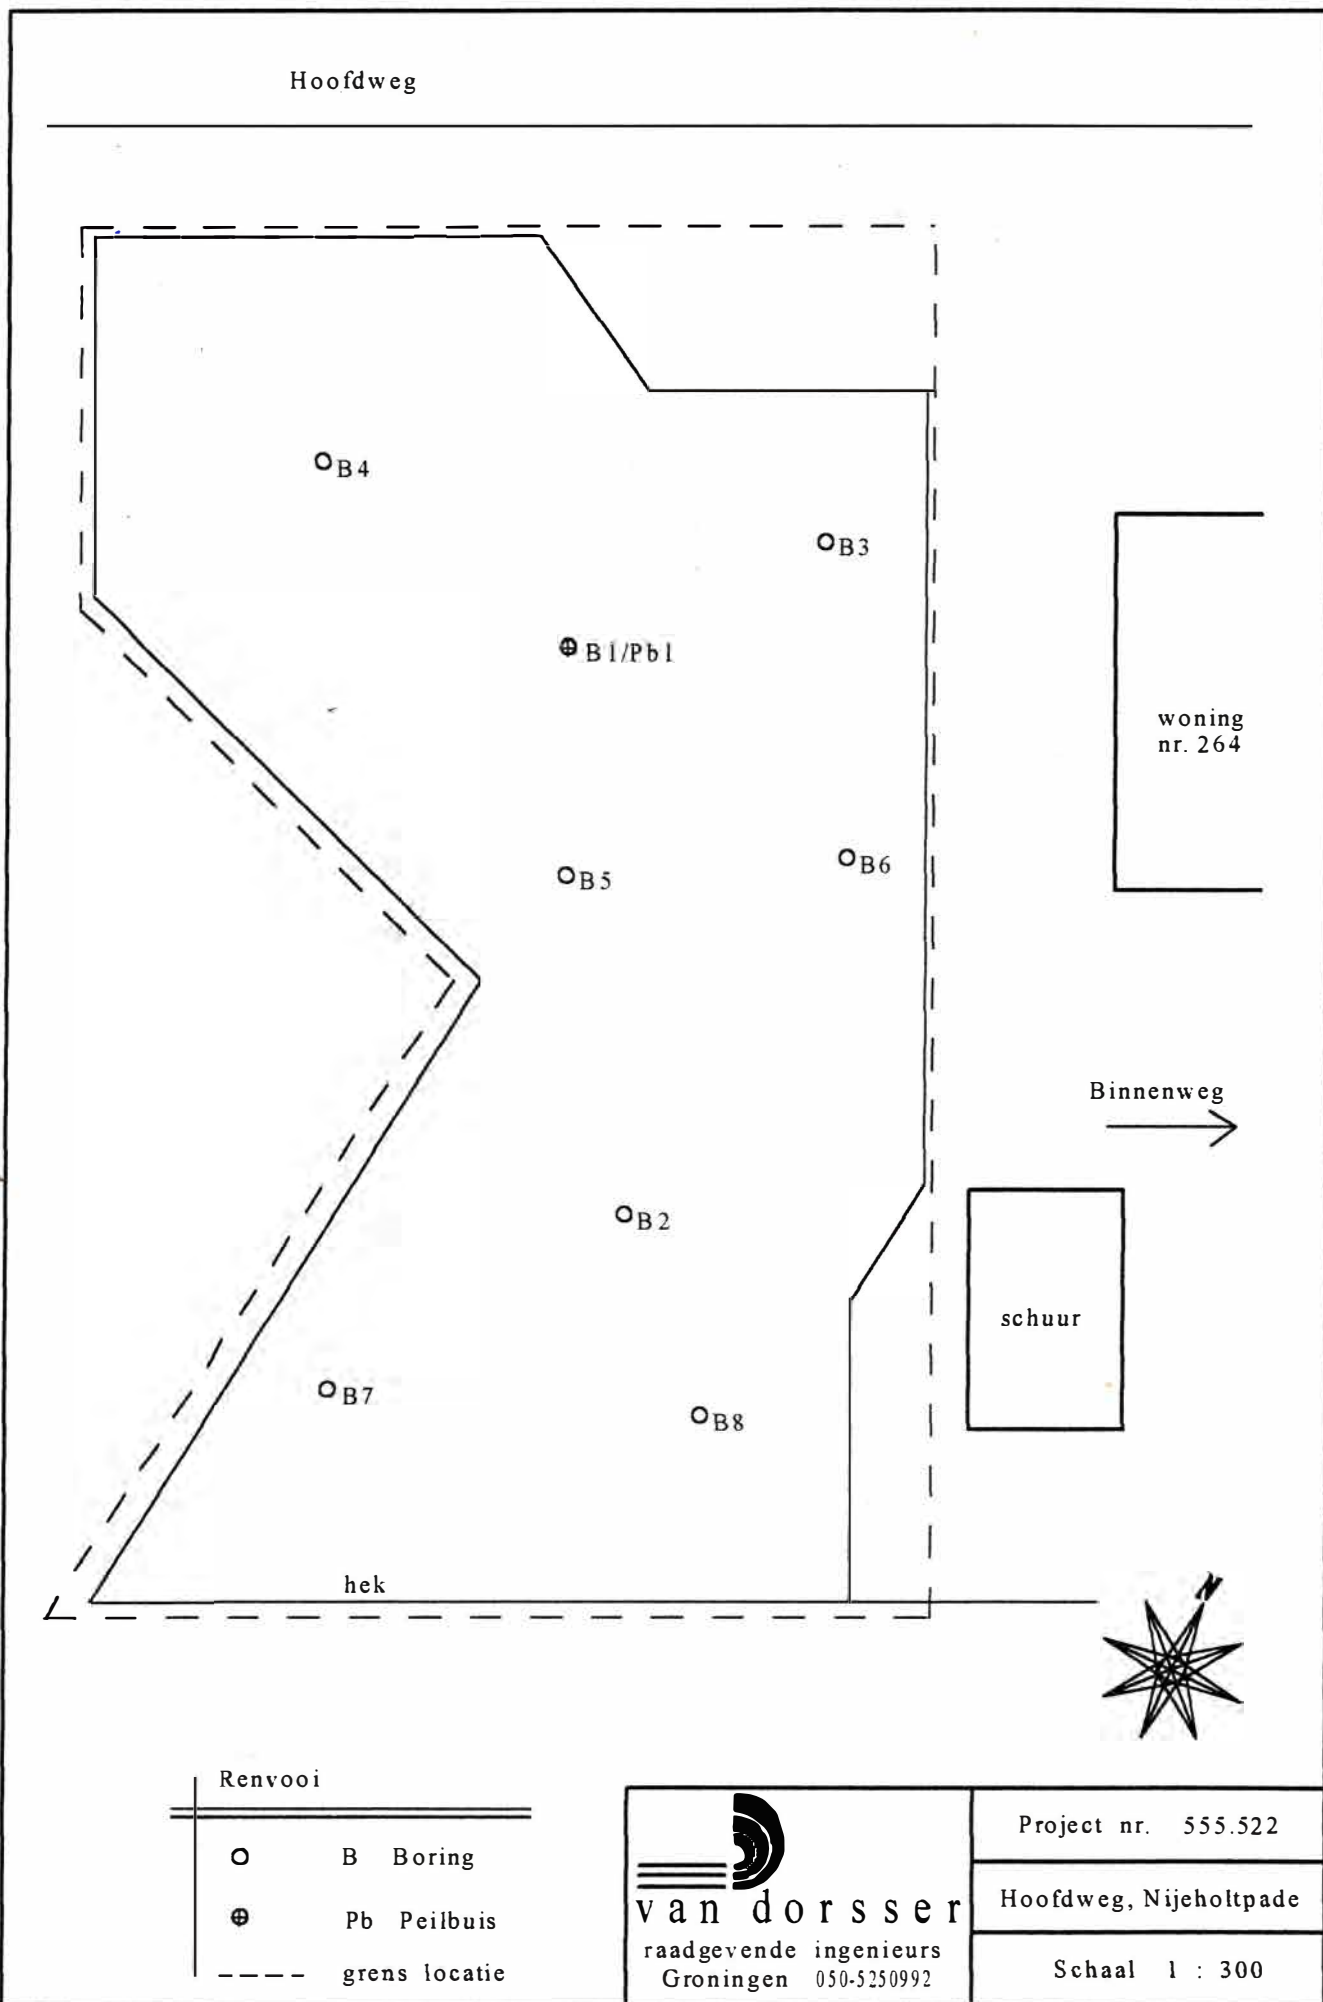 Hoofdweg
B4
B3
B1/Pb1
woning
nr. 264
B6
B5
Binnenweg
B2
schuur
B7
B8
hek
N
Renvooi
B Boring
Pb Peilbuis
grens locatie
van dorsser
raadgevende ingenieurs
Groningen 050-5250992
Project nr. 555.522
Hoofdweg, Nijeholtpade
Schaal 1 : 300